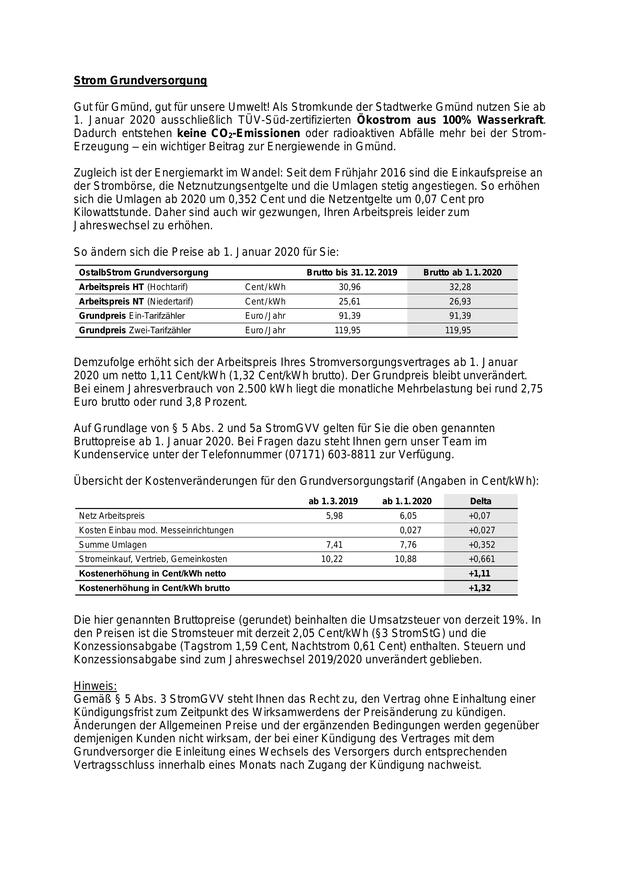 Strom Grundversorgung
Gut für Gmünd, gut für unsere Umwelt! Als Stromkunde der Stadtwerke Gmünd nutzen Sie ab
1. Januar 2020 ausschließlich TÜV-Süd-zertifizierten Ökostrom aus 100% Wasserkraft.
Dadurch entstehen keine CO₂-Emissionen oder radioaktiven Abfälle mehr bei der Strom-
Erzeugung – ein wichtiger Beitrag zur Energiewende in Gmünd.
Zugleich ist der Energiemarkt im Wandel: Seit dem Frühjahr 2016 sind die Einkaufspreise an
der Strombörse, die Netznutzungsentgelte und die Umlagen stetig angestiegen. So erhöhen
sich die Umlagen ab 2020 um 0,352 Cent und die Netzentgelte um 0,07 Cent pro
Kilowattstunde. Daher sind auch wir gezwungen, Ihren Arbeitspreis leider zum
Jahreswechsel zu erhöhen.
So ändern sich die Preise ab 1. Januar 2020 für Sie:
OstalbStrom Grundversorgung Brutto bis 31.12.2019 Brutto ab 1.1.2020
Arbeitspreis HT (Hochtarif) Cent/kWh 30,96 32,28
Arbeitspreis NT (Niedertarif) Cent/kWh 25,61 26,93
Grundpreis Ein-Tarifzähler Euro/Jahr 91,39 91,39
Grundpreis Zwei-Tarifzähler Euro/Jahr 119,95 119,95
Demzufolge erhöht sich der Arbeitspreis Ihres Stromversorgungsvertrages ab 1. Januar
2020 um netto 1,11 Cent/kWh (1,32 Cent/kWh brutto). Der Grundpreis bleibt unverändert.
Bei einem Jahresverbrauch von 2.500 kWh liegt die monatliche Mehrbelastung bei rund 2,75
Euro brutto oder rund 3,8 Prozent.
Auf Grundlage von § 5 Abs. 2 und 5a StromGVV gelten für Sie die oben genannten
Bruttopreise ab 1. Januar 2020. Bei Fragen dazu steht Ihnen gern unser Team im
Kundenservice unter der Telefonnummer (07171) 603-8811 zur Verfügung.
Übersicht der Kostenveränderungen für den Grundversorgungstarif (Angaben in Cent/kWh):
ab 1.3.2019 ab 1.1.2020 Delta
Netz Arbeitspreis 5,98 6,05 +0,07
Kosten Einbau mod. Messeinrichtungen 0,027 +0,027
Summe Umlagen 7,41 7,76 +0,352
Stromeinkauf, Vertrieb, Gemeinkosten 10,22 10,88 +0,661
Kostenerhöhung in Cent/kWh netto +1,11
Kostenerhöhung in Cent/kWh brutto +1,32
Die hier genannten Bruttopreise (gerundet) beinhalten die Umsatzsteuer von derzeit 19%. In
den Preisen ist die Stromsteuer mit derzeit 2,05 Cent/kWh (§3 StromStG) und die
Konzessionsabgabe (Tagstrom 1,59 Cent, Nachtstrom 0,61 Cent) enthalten. Steuern und
Konzessionsabgabe sind zum Jahreswechsel 2019/2020 unverändert geblieben.
Hinweis:
Gemäß § 5 Abs. 3 StromGVV steht Ihnen das Recht zu, den Vertrag ohne Einhaltung einer
Kündigungsfrist zum Zeitpunkt des Wirksamwerdens der Preisänderung zu kündigen.
Änderungen der Allgemeinen Preise und der ergänzenden Bedingungen werden gegenüber
demjenigen Kunden nicht wirksam, der bei einer Kündigung des Vertrages mit dem
Grundversorger die Einleitung eines Wechsels des Versorgers durch entsprechenden
Vertragsschluss innerhalb eines Monats nach Zugang der Kündigung nachweist.